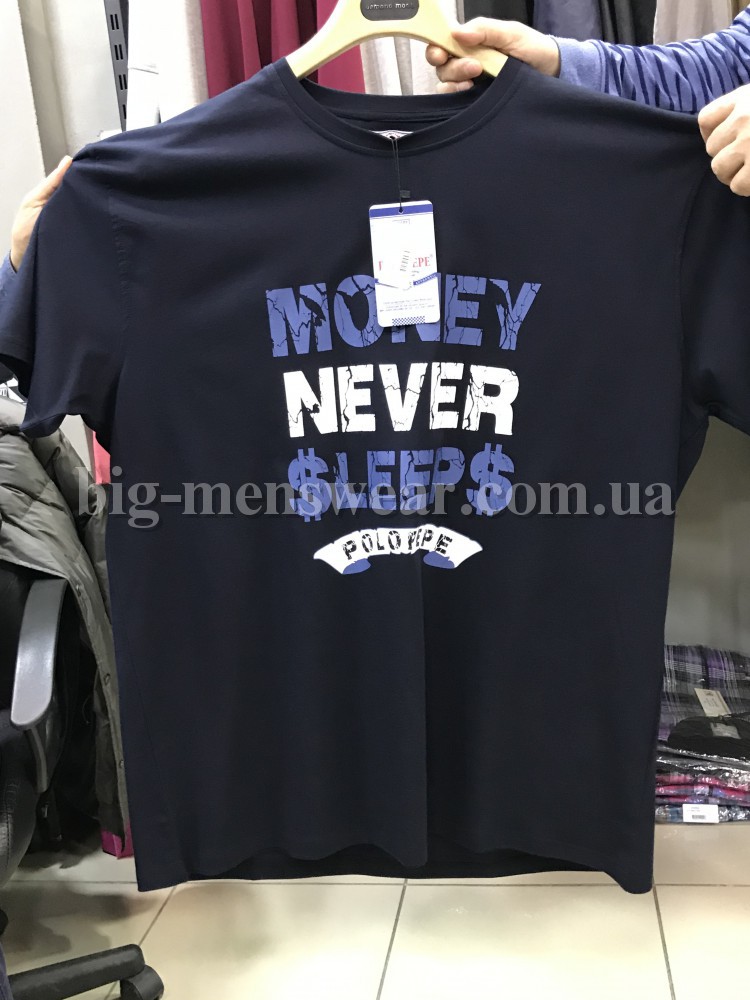 MONEY
NEVER
$LEEP$
big-menswear.com.ua
POLO PEPE